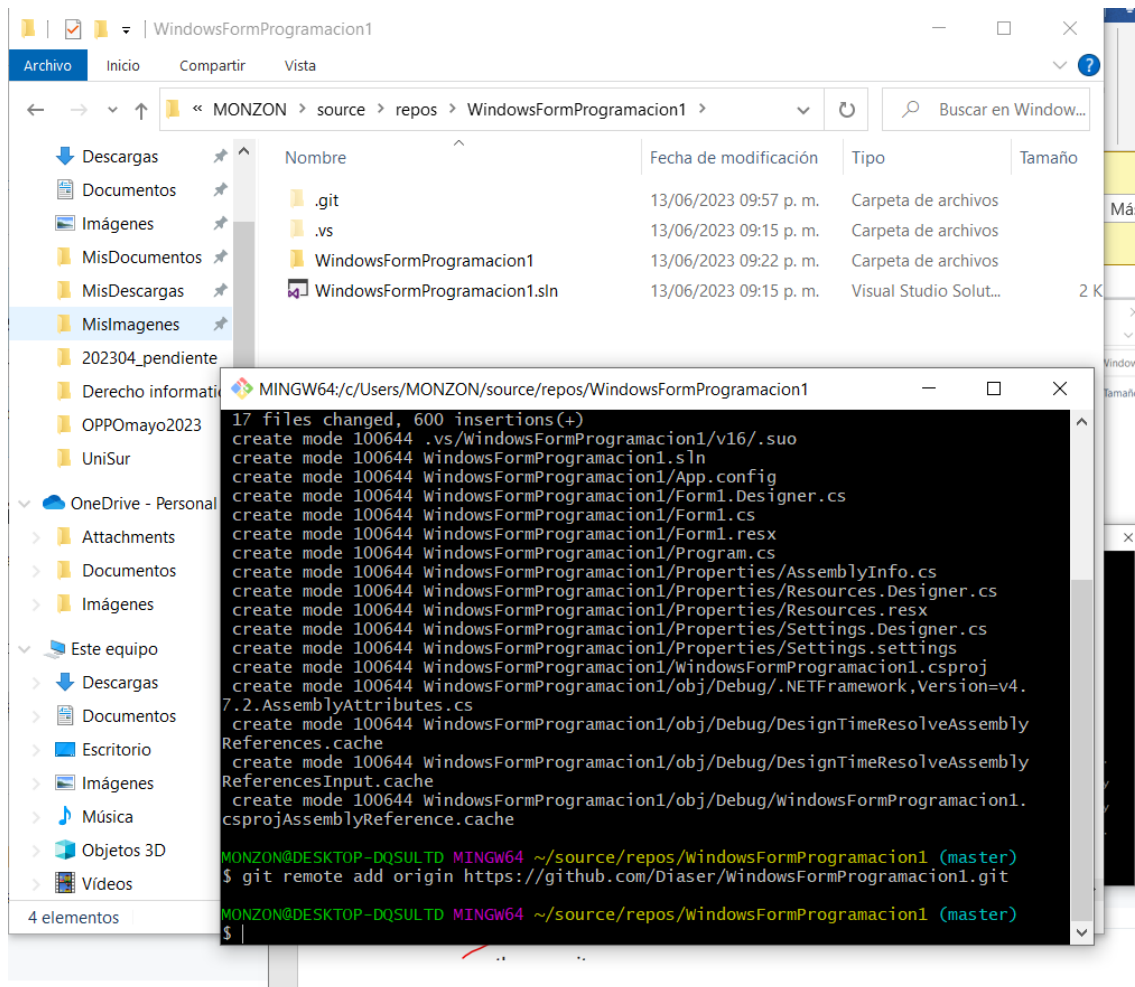 WindowsFormProgramacion1
Archivo Inicio Compartir Vista
« MONZON > source > repos > WindowsFormProgramacion1 >
Buscar en Window...
Nombre Fecha de modificación Tipo Tamaño
.git 13/06/2023 09:57 p. m. Carpeta de archivos
.vs 13/06/2023 09:15 p. m. Carpeta de archivos
WindowsFormProgramacion1 13/06/2023 09:22 p. m. Carpeta de archivos
WindowsFormProgramacion1.sln 13/06/2023 09:15 p. m. Visual Studio Solut... 2 K
Descargas
Documentos
Imágenes
MisDocumentos
MisDescargas
MisImagenes
202304_pendiente
Derecho informati
OPPOmayo2023
UniSur
OneDrive - Personal
Attachments
Documentos
Imágenes
Este equipo
Descargas
Documentos
Escritorio
Imágenes
Música
Objetos 3D
Vídeos
4 elementos
MINGW64:/c/Users/MONZON/source/repos/WindowsFormProgramacion1
17 files changed, 600 insertions(+)
create mode 100644 .vs/WindowsFormProgramacion1/v16/.suo
create mode 100644 WindowsFormProgramacion1.sln
create mode 100644 WindowsFormProgramacion1/App.config
create mode 100644 WindowsFormProgramacion1/Form1.Designer.cs
create mode 100644 WindowsFormProgramacion1/Form1.cs
create mode 100644 WindowsFormProgramacion1/Form1.resx
create mode 100644 WindowsFormProgramacion1/Program.cs
create mode 100644 WindowsFormProgramacion1/Properties/AssemblyInfo.cs
create mode 100644 WindowsFormProgramacion1/Properties/Resources.Designer.cs
create mode 100644 WindowsFormProgramacion1/Properties/Resources.resx
create mode 100644 WindowsFormProgramacion1/Properties/Settings.Designer.cs
create mode 100644 WindowsFormProgramacion1/Properties/Settings.settings
create mode 100644 WindowsFormProgramacion1/WindowsFormProgramacion1.csproj
create mode 100644 WindowsFormProgramacion1/obj/Debug/.NETFramework,Version=v4.
7.2.AssemblyAttributes.cs
create mode 100644 WindowsFormProgramacion1/obj/Debug/DesignTimeResolveAssembly
References.cache
create mode 100644 WindowsFormProgramacion1/obj/Debug/DesignTimeResolveAssembly
ReferencesInput.cache
create mode 100644 WindowsFormProgramacion1/obj/Debug/WindowsFormProgramacion1.
csprojAssemblyReference.cache
MONZON@DESKTOP-DQSULTD MINGW64 ~/source/repos/WindowsFormProgramacion1 (master)
$ git remote add origin https://github.com/Diaser/WindowsFormProgramacion1.git
MONZON@DESKTOP-DQSULTD MINGW64 ~/source/repos/WindowsFormProgramacion1 (master)
$
Más